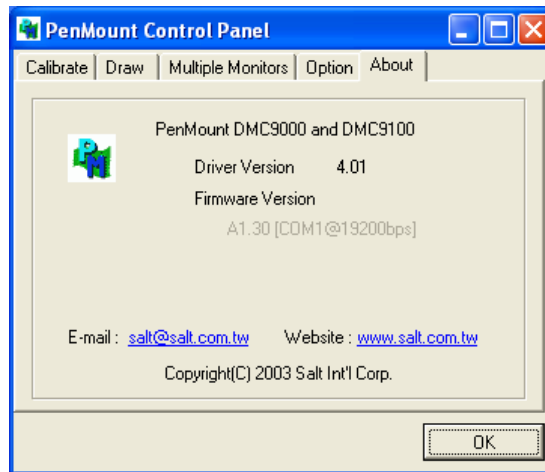 PenMount Control Panel
Calibrate Draw Multiple Monitors Option About
PenMount DMC9000 and DMC9100
Driver Version 4.01
Firmware Version
A1.30 [COM1@19200bps]
E-mail : salt@salt.com.tw Website : www.salt.com.tw
Copyright(C) 2003 Salt Int'l Corp.
OK